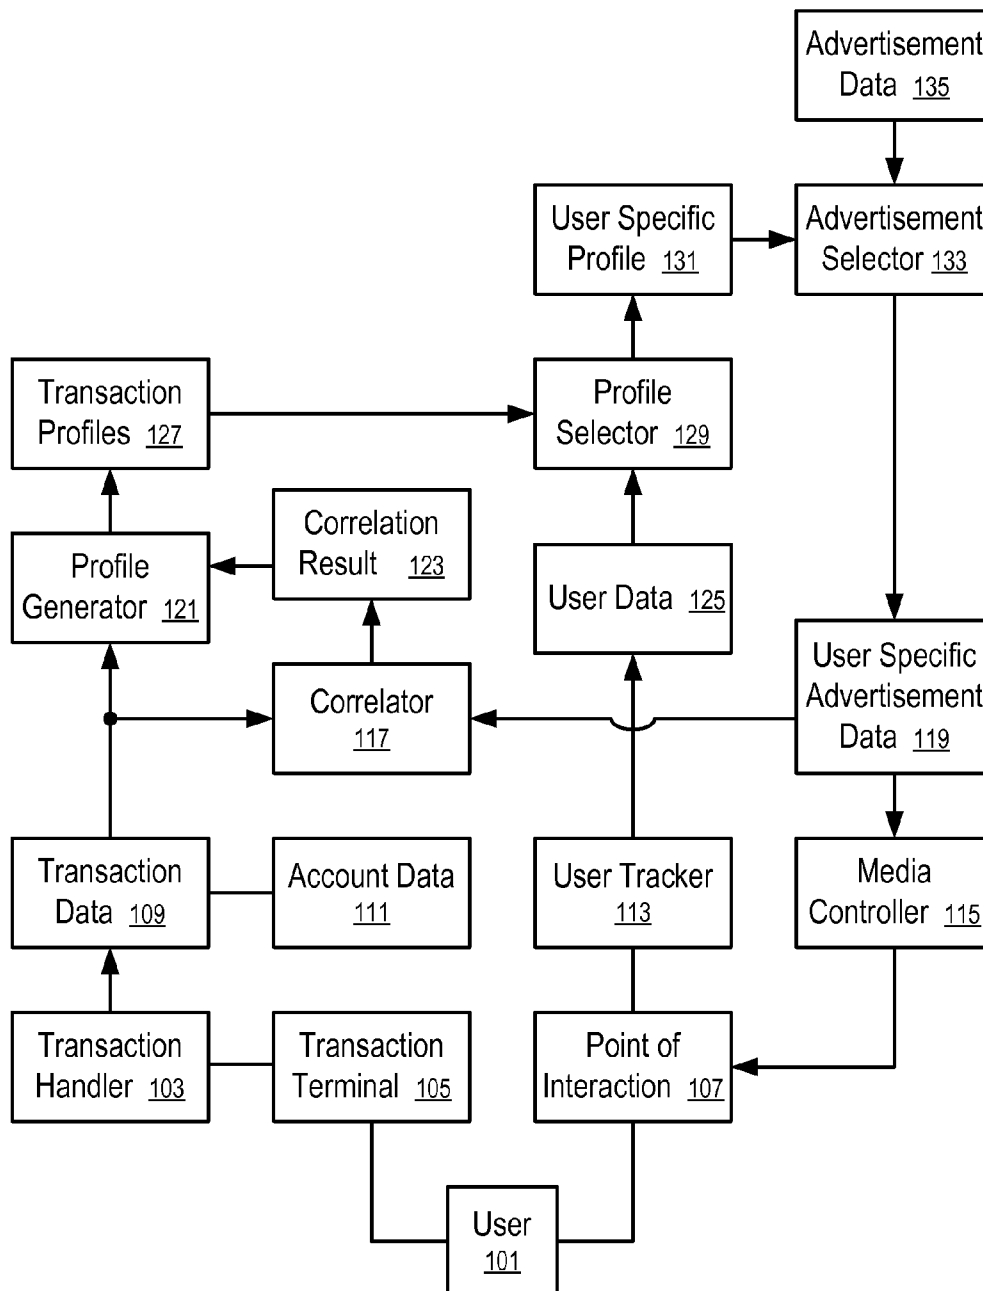 Advertisement
Data 135
User Specific
Profile 131
Advertisement
Selector 133
Transaction
Profiles 127
Profile
Selector 129
Correlation
Result 123
Profile
Generator 121
User Data 125
User Specific
Advertisement
Data 119
Correlator
117
Transaction
Data 109
Account Data
111
User Tracker
113
Media
Controller 115
Transaction
Handler 103
Transaction
Terminal 105
Point of
Interaction 107
User
101